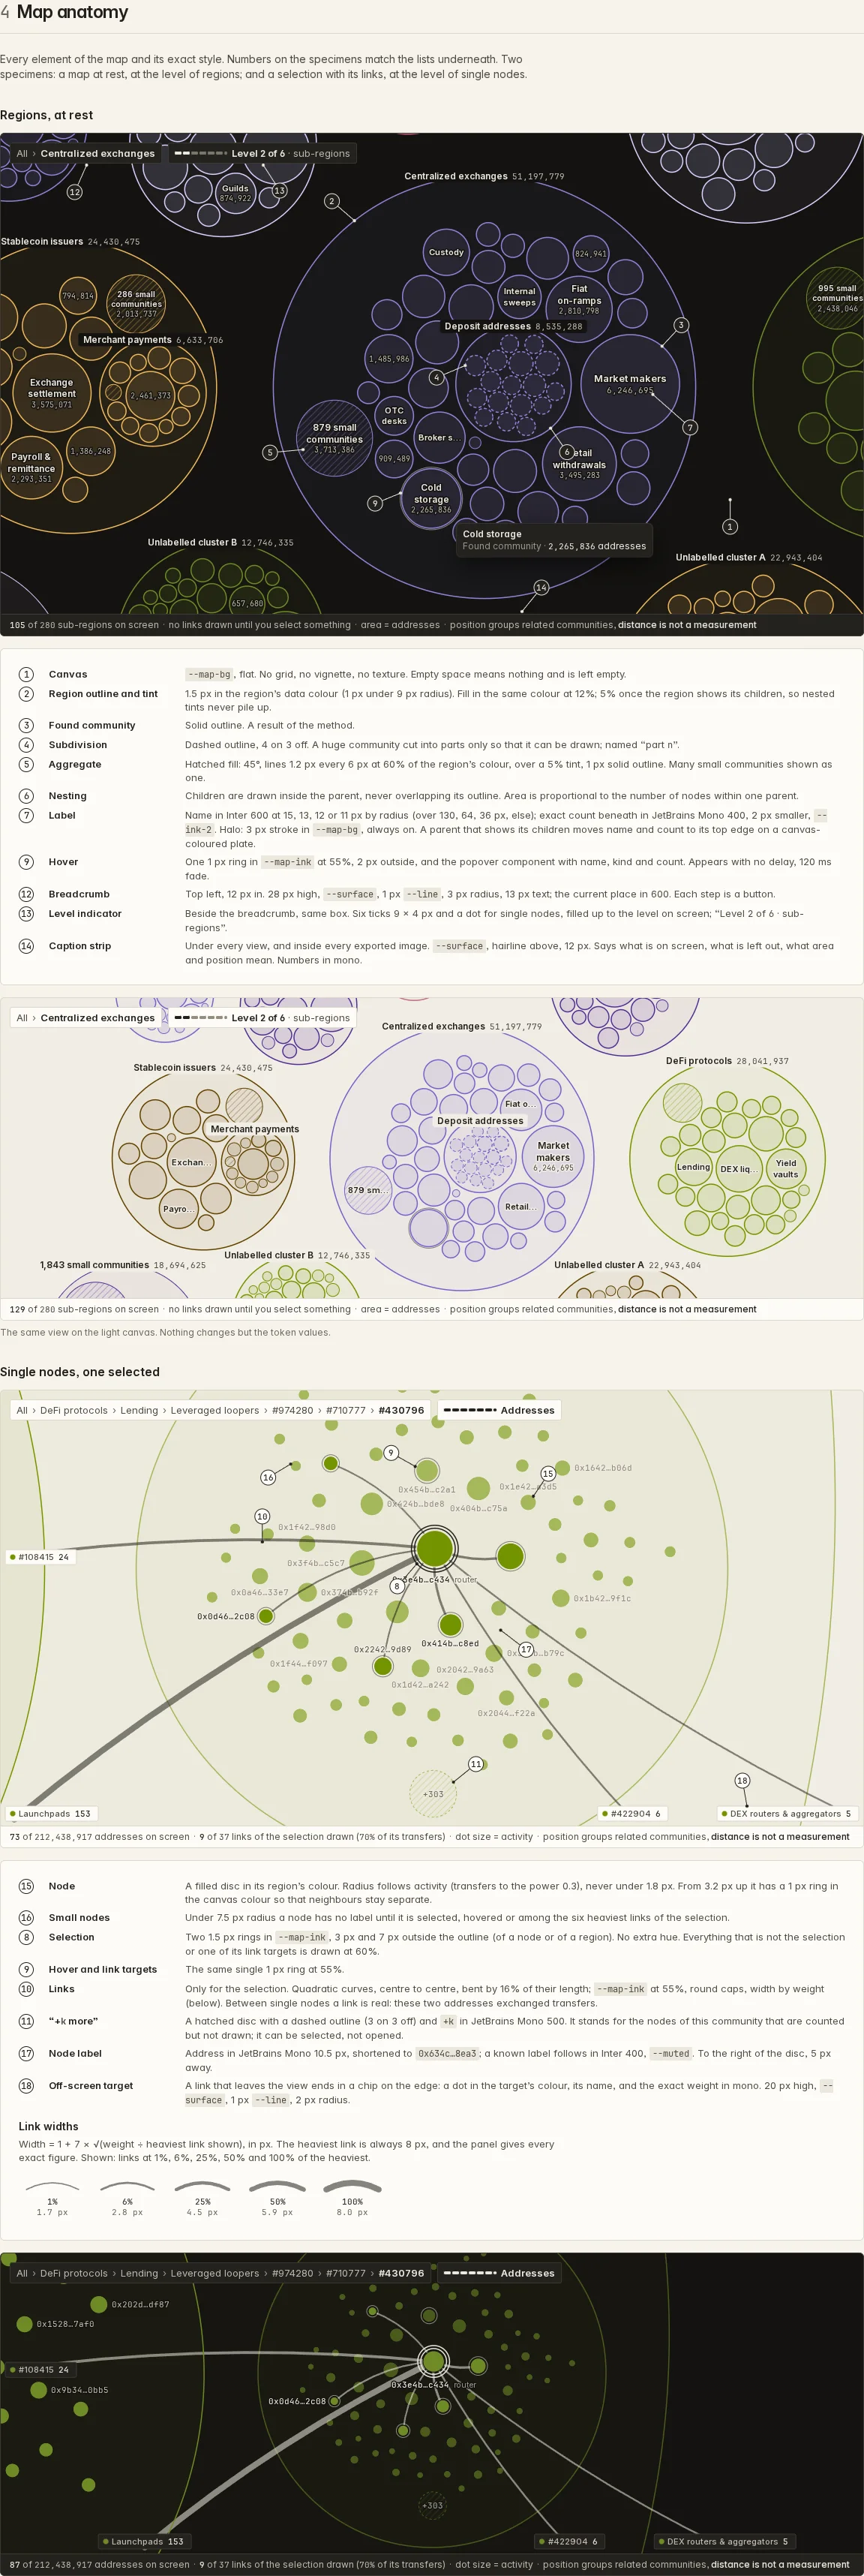 4 Map anatomy
Every element of the map and its exact style. Numbers on the specimens match the lists underneath. Two
specimens: a map at rest, at the level of regions; and a selection with its links, at the level of single nodes.
Regions, at rest
All › Centralized exchanges
Level 2 of 6 · sub-regions
12
13
Guilds
874,922
2
Centralized exchanges 51,197,779
Stablecoin issuers 24,430,475
Custody
824,941
794,814
286 small
communities
2,013,737
Internal
sweeps
Fiat
on-ramps
2,810,798
995 small
communities
2,438,046
Merchant payments 6,633,706
Deposit addresses 8,535,288
3
1,485,986
4
Exchange
settlement
3,575,071
2,461,373
Market makers
6,246,695
OTC
desks
879 small
communities
3,713,386
Broker s…
7
5
6
etail
withdrawals
3,495,283
Payroll &
remittance
2,293,351
1,386,248
909,489
Cold
storage
2,265,836
9
1
Cold storage
Found community · 2,265,836 addresses
Unlabelled cluster B 12,746,335
Unlabelled cluster A 22,943,404
657,680
14
105 of 280 sub-regions on screen · no links drawn until you select something · area = addresses · position groups related communities, distance is not a measurement
1 Canvas --map-bg, flat. No grid, no vignette, no texture. Empty space means nothing and is left empty.
2 Region outline and tint 1.5 px in the region's data colour (1 px under 9 px radius). Fill in the same colour at 12%; 5% once the region shows its children, so nested
tints never pile up.
3 Found community Solid outline. A result of the method.
4 Subdivision Dashed outline, 4 on 3 off. A huge community cut into parts only so that it can be drawn; named “part n”.
5 Aggregate Hatched fill: 45°, lines 1.2 px every 6 px at 60% of the region's colour, over a 5% tint, 1 px solid outline. Many small communities shown as
one.
6 Nesting Children are drawn inside the parent, never overlapping its outline. Area is proportional to the number of nodes within one parent.
7 Label Name in Inter 600 at 15, 13, 12 or 11 px by radius (over 130, 64, 36 px, else); exact count beneath in JetBrains Mono 400, 2 px smaller, --
ink-2. Halo: 3 px stroke in --map-bg, always on. A parent that shows its children moves name and count to its top edge on a canvas-
coloured plate.
9 Hover One 1 px ring in --map-ink at 55%, 2 px outside, and the popover component with name, kind and count. Appears with no delay, 120 ms
fade.
12 Breadcrumb Top left, 12 px in. 28 px high, --surface, 1 px --line, 3 px radius, 13 px text; the current place in 600. Each step is a button.
13 Level indicator Beside the breadcrumb, same box. Six ticks 9 × 4 px and a dot for single nodes, filled up to the level on screen; “Level 2 of 6 · sub-
regions”.
14 Caption strip Under every view, and inside every exported image. --surface, hairline above, 12 px. Says what is on screen, what is left out, what area
and position mean. Numbers in mono.
All › Centralized exchanges
Level 2 of 6 · sub-regions
Centralized exchanges 51,197,779
Stablecoin issuers 24,430,475
DeFi protocols 28,041,937
Fiat o…
Merchant payments
Deposit addresses
Exchan…
Market
makers
6,246,695
Lending
DEX liq…
Yield
vaults
879 sm…
Payro…
Retail…
Unlabelled cluster B 12,746,335
1,843 small communities 18,694,625
Unlabelled cluster A 22,943,404
129 of 280 sub-regions on screen · no links drawn until you select something · area = addresses · position groups related communities, distance is not a measurement
The same view on the light canvas. Nothing changes but the token values.
Single nodes, one selected
All › DeFi protocols › Lending › Leveraged loopers › #974280 › #710777 › #430796
Addresses
9
16
15
0x1642…b06d
0x454b…c2a1
0x1e42…a3d5
0x424b…bde8
0x404b…c75a
10
0x1f42…98d0
#108415 24
0x3f4b…c5c7
3e4b…c434 router
8
0x0a46…33e7
0x374b…b92f
0x1b42…9f1c
0x0d46…2c08
0x414b…c8ed
0x2242…9d89
17
b79c
0x1f44…f097
0x2042…9a63
0x1d42…a242
0x2044…f22a
11
+303
18
Launchpads 153
#422904 6
DEX routers & aggregators 5
73 of 212,438,917 addresses on screen · 9 of 37 links of the selection drawn (70% of its transfers) · dot size = activity · position groups related communities, distance is not a measurement
15 Node A filled disc in its region's colour. Radius follows activity (transfers to the power 0.3), never under 1.8 px. From 3.2 px up it has a 1 px ring in
the canvas colour so that neighbours stay separate.
16 Small nodes Under 7.5 px radius a node has no label until it is selected, hovered or among the six heaviest links of the selection.
8 Selection Two 1.5 px rings in --map-ink, 3 px and 7 px outside the outline (of a node or of a region). No extra hue. Everything that is not the selection
or one of its link targets is drawn at 60%.
9 Hover and link targets The same single 1 px ring at 55%.
10 Links Only for the selection. Quadratic curves, centre to centre, bent by 16% of their length; --map-ink at 55%, round caps, width by weight
(below). Between single nodes a link is real: these two addresses exchanged transfers.
11 “+k more” A hatched disc with a dashed outline (3 on 3 off) and +k in JetBrains Mono 500. It stands for the nodes of this community that are counted
but not drawn; it can be selected, not opened.
17 Node label Address in JetBrains Mono 10.5 px, shortened to 0x634c…8ea3; a known label follows in Inter 400, --muted. To the right of the disc, 5 px
away.
18 Off-screen target A link that leaves the view ends in a chip on the edge: a dot in the target's colour, its name, and the exact weight in mono. 20 px high, --
surface, 1 px --line, 2 px radius.
Link widths
Width = 1 + 7 × √(weight ÷ heaviest link shown), in px. The heaviest link is always 8 px, and the panel gives every
exact figure. Shown: links at 1%, 6%, 25%, 50% and 100% of the heaviest.
1% 6% 25% 50% 100%
1.7 px 2.8 px 4.5 px 5.9 px 8.0 px
All › DeFi protocols › Lending › Leveraged loopers › #974280 › #710777 › #430796
Addresses
0x202d…df87
0x1528…7af0
#108415 24
0x3e4b…c434 router
0x9b34…0bb5
0x0d46…2c08
+303
Launchpads 153
#422904 6
DEX routers & aggregators 5
87 of 212,438,917 addresses on screen · 9 of 37 links of the selection drawn (70% of its transfers) · dot size = activity · position groups related communities, distance is not a measurement